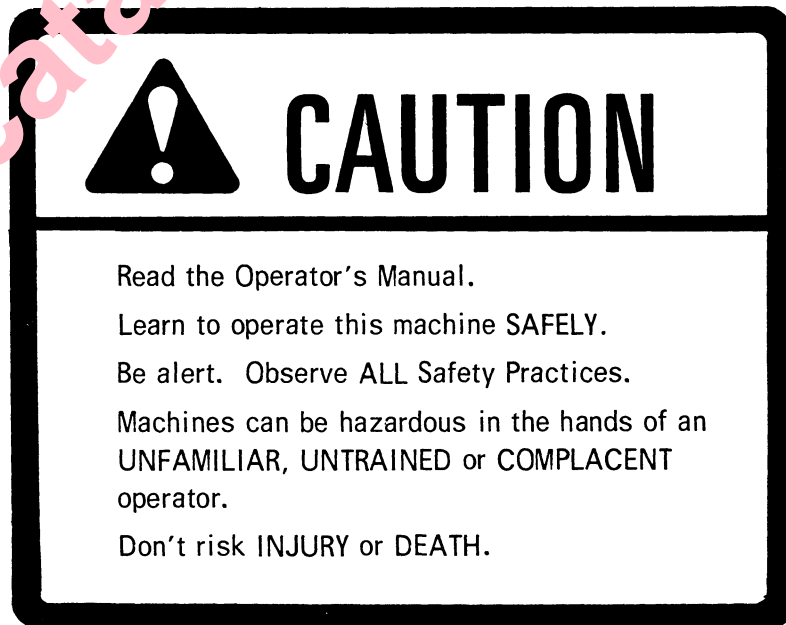 CAUTION
Read the Operator's Manual.
Learn to operate this machine SAFELY.
Be alert. Observe ALL Safety Practices.
Machines can be hazardous in the hands of an
UNFAMILIAR, UNTRAINED or COMPLACENT
operator.
Don't risk INJURY or DEATH.